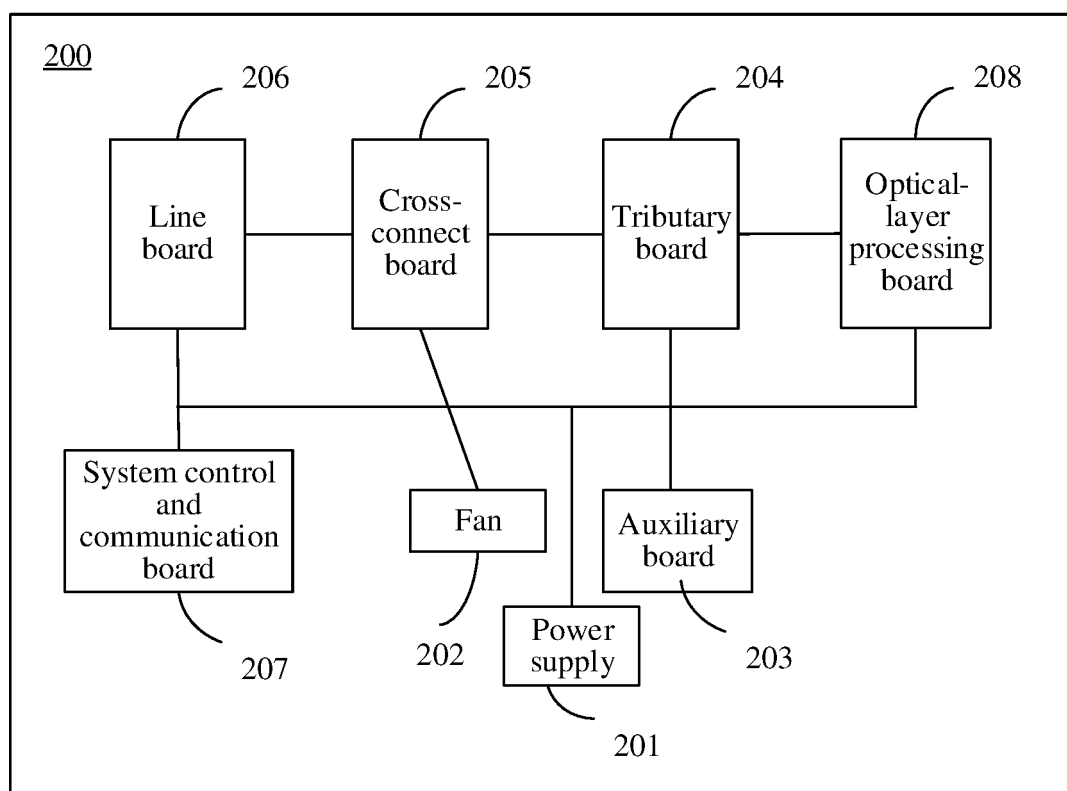 200
206
205
204
208
Line
board
Cross-
connect
board
Tributary
board
Optical-
layer
processing
board
System control
and
communication
board
Fan
Auxiliary
board
Power
supply
207
202
203
201